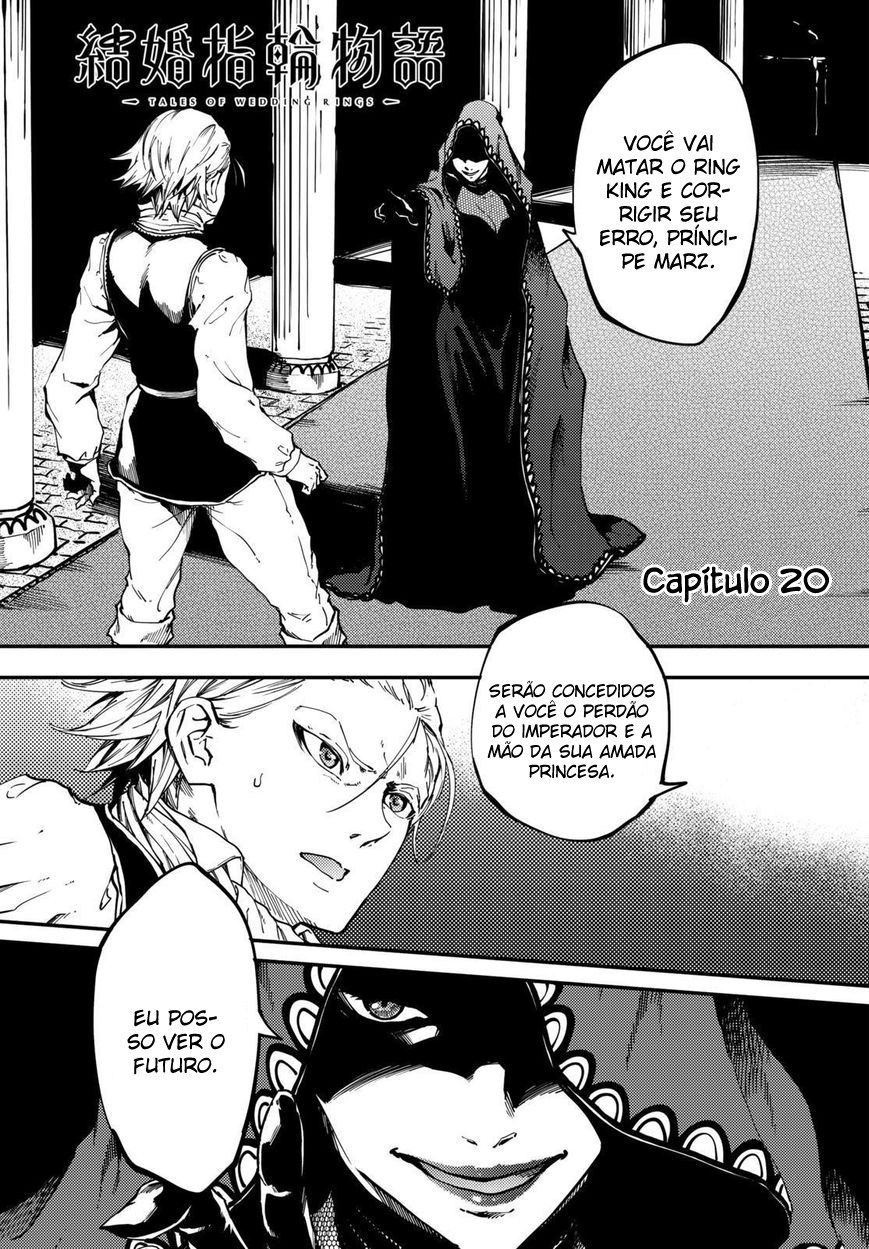 結婚指輪物語
TALES OF WEDDING RINGS
VOCÊ VAI
MATAR O RING
KING E COR-
RIGIR SEU
ERRO, PRÍNCI-
PE MARZ.
Capítulo 20
SERÃO CONCEDIDOS
A VOCÊ O PERDÃO
DO IMPERADOR E A
MÃO DA SUA AMADA
PRINCESA.
EU POS-
SO VER O
FUTURO.